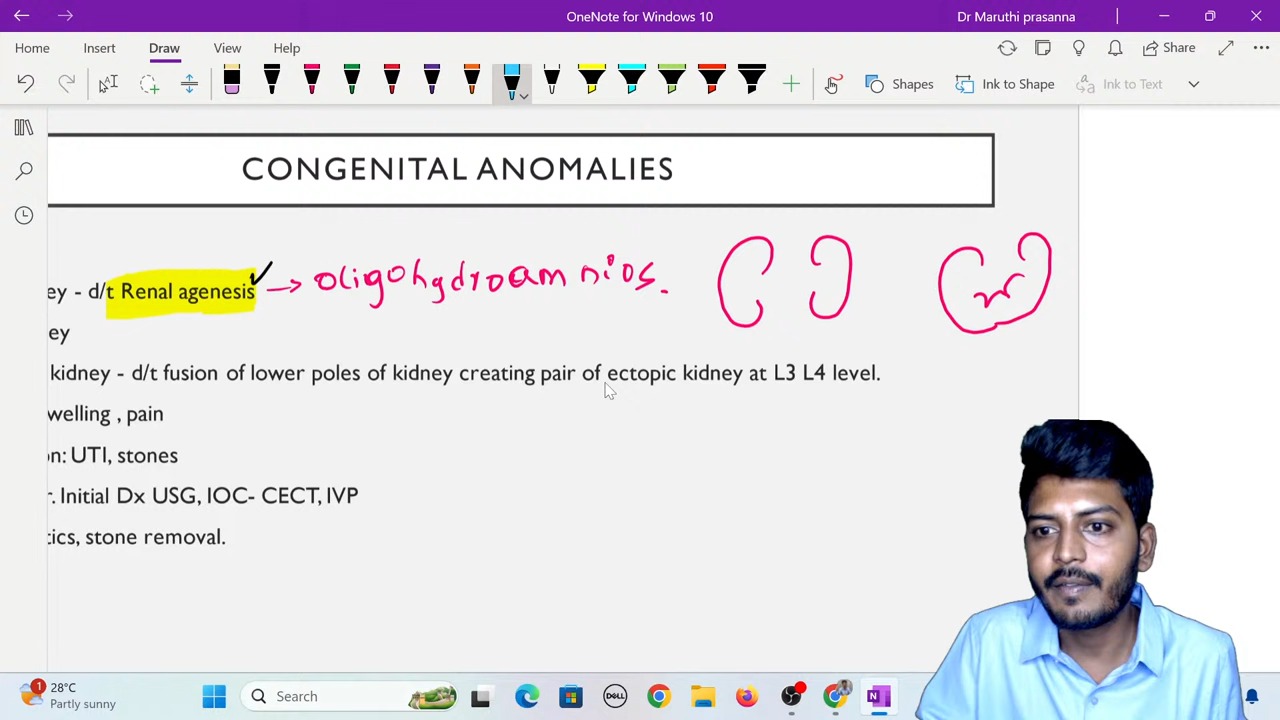 OneNote for Windows 10
Dr Maruthi prasanna
Home Insert Draw View Help
Share
Shapes
Ink to Shape
Ink to Text
CONGENITAL ANOMALIES
ey - d/t Renal agenesis → oligohydroamnios.
ey
kidney - d/t fusion of lower poles of kidney creating pair of ectopic kidney at L3 L4 level.
welling , pain
on: UTI, stones
r. Initial Dx USG, IOC- CECT, IVP
tics, stone removal.
1
28°C
Partly sunny
Search
DELL